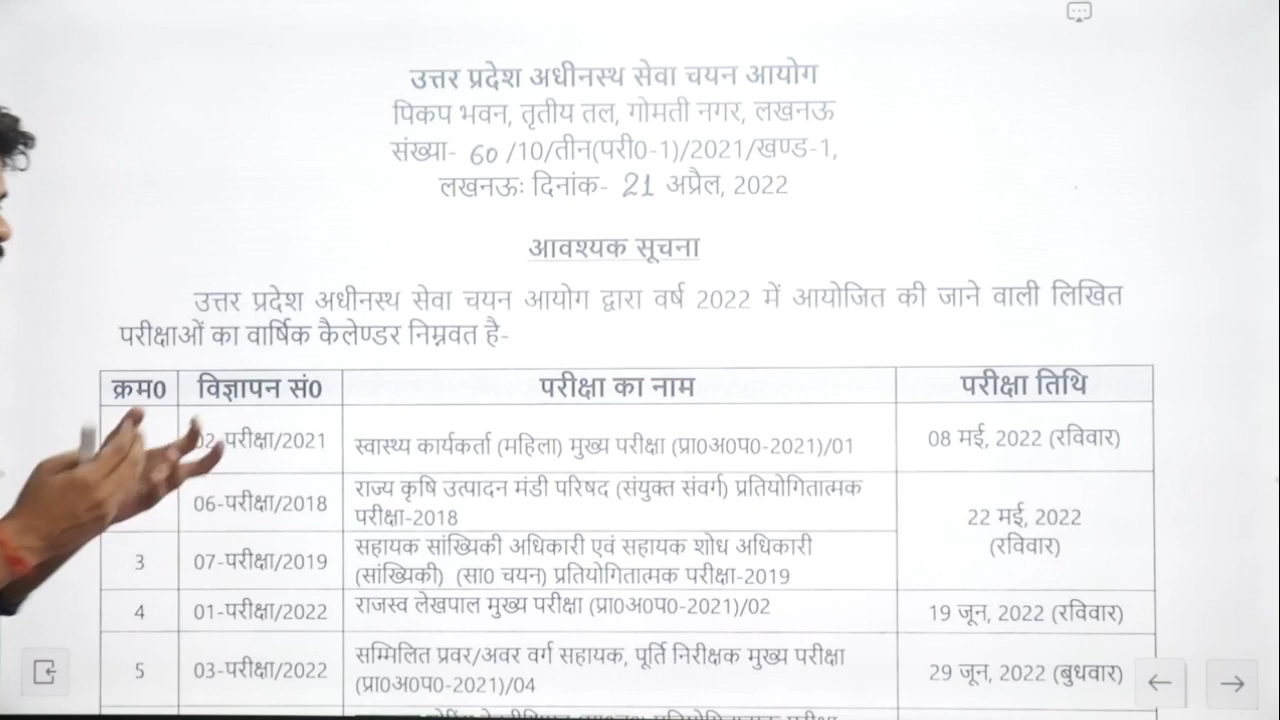 उत्तर प्रदेश अधीनस्थ सेवा चयन आयोग
पिकप भवन, तृतीय तल, गोमती नगर, लखनऊ
संख्या- 60 /10/तीन(परी0-1)/2021/खण्ड-1,
लखनऊः दिनांक- 21 अप्रैल, 2022
आवश्यक सूचना
उत्तर प्रदेश अधीनस्थ सेवा चयन आयोग द्वारा वर्ष 2022 में आयोजित की जाने वाली लिखित
परीक्षाओं का वार्षिक कैलेण्डर निम्नवत है-
क्रम0 विज्ञापन सं0 परीक्षा का नाम परीक्षा तिथि
02-परीक्षा/2021 स्वास्थ्य कार्यकर्ता (महिला) मुख्य परीक्षा (प्रा0अ0प0-2021)/01 08 मई, 2022 (रविवार)
06-परीक्षा/2018 राज्य कृषि उत्पादन मंडी परिषद (संयुक्त संवर्ग) प्रतियोगितात्मक
परीक्षा-2018
22 मई, 2022
(रविवार)
3 07-परीक्षा/2019 सहायक सांख्यिकी अधिकारी एवं सहायक शोध अधिकारी
(सांख्यिकी) (सा0 चयन) प्रतियोगितात्मक परीक्षा-2019
4 01-परीक्षा/2022 राजस्व लेखपाल मुख्य परीक्षा (प्रा0अ0प0-2021)/02 19 जून, 2022 (रविवार)
5 03-परीक्षा/2022 सम्मिलित प्रवर/अवर वर्ग सहायक, पूर्ति निरीक्षक मुख्य परीक्षा
(प्रा0अ0प0-2021)/04
29 जून, 2022 (बुधवार)